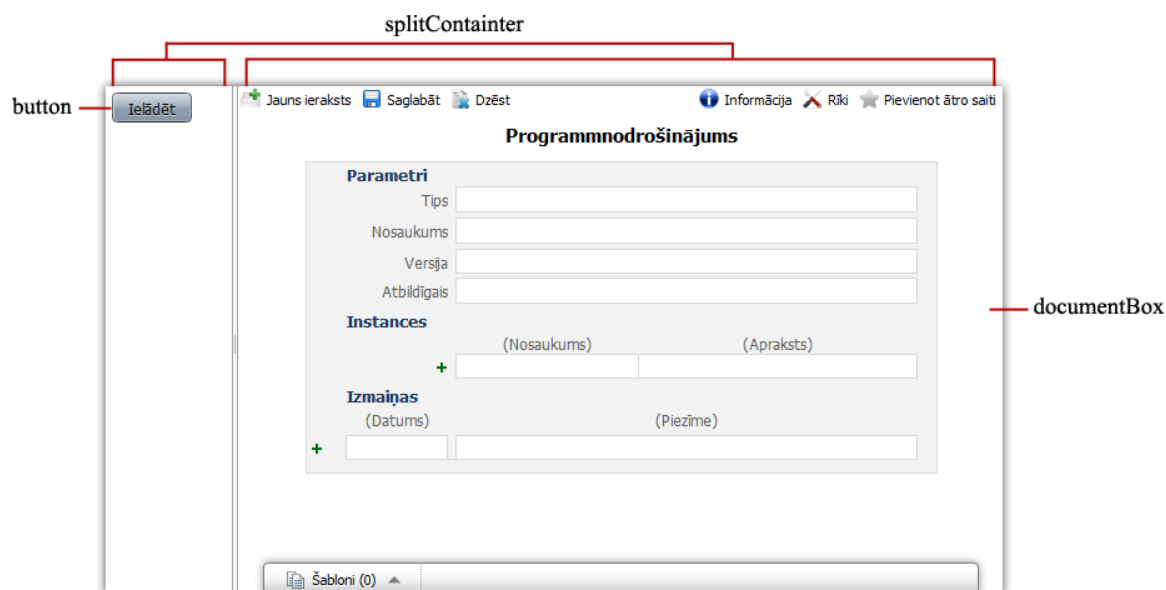 splitContainter
button
Ielādēt
Jauns ieraksts Saglabāt Dzēst Informācija Rīki Pievienot ātro saiti
Programmnodrošinājums
Parametri
Tips
Nosaukums
Versija
Atbildīgais
documentBox
Instances
(Nosaukums) (Apraksts)
+
Izmaiņas
(Datums) (Piezīme)
+
Šabloni (0)